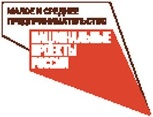 МАЛОЕ И СРЕДНЕЕ
ПРЕДПРИНИМАТЕЛЬСТВО
НАЦИОНАЛЬНЫЕ
ПРОЕКТЫ
РОССИИ